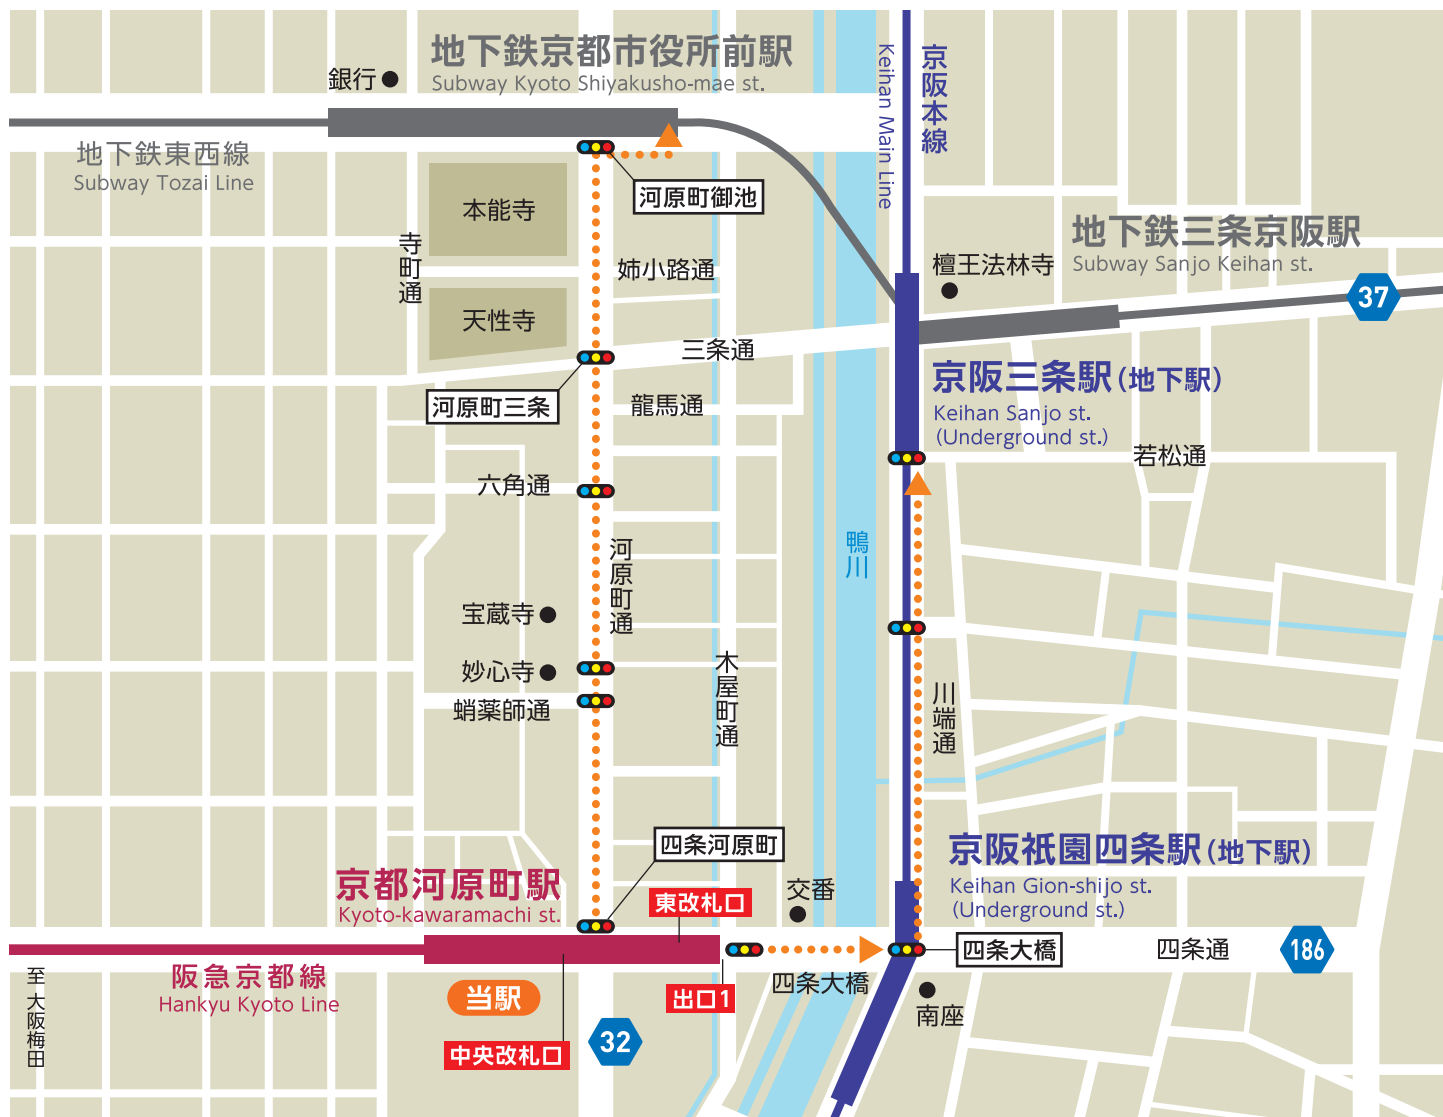 地下鉄京都市役所前駅
Subway Kyoto Shiyakusho-mae st.
銀行
京阪本線
Keihan Main Line
地下鉄東西線
Subway Tozai Line
河原町御池
本能寺
寺町通
姉小路通
地下鉄三条京阪駅
Subway Sanjo Keihan st.
檀王法林寺
37
天性寺
三条通
河原町三条
龍馬通
京阪三条駅(地下駅)
Keihan Sanjo st.
(Underground st.)
若松通
六角通
鴨川
河原町通
宝蔵寺
妙心寺
蛸薬師通
木屋町通
川端通
四条河原町
京阪祇園四条駅(地下駅)
Keihan Gion-shijo st.
(Underground st.)
京都河原町駅
Kyoto-kawaramachi st.
東改札口
交番
四条大橋
四条通
186
阪急京都線
Hankyu Kyoto Line
至 大阪梅田
当駅
出口1
四条大橋
南座
中央改札口
32